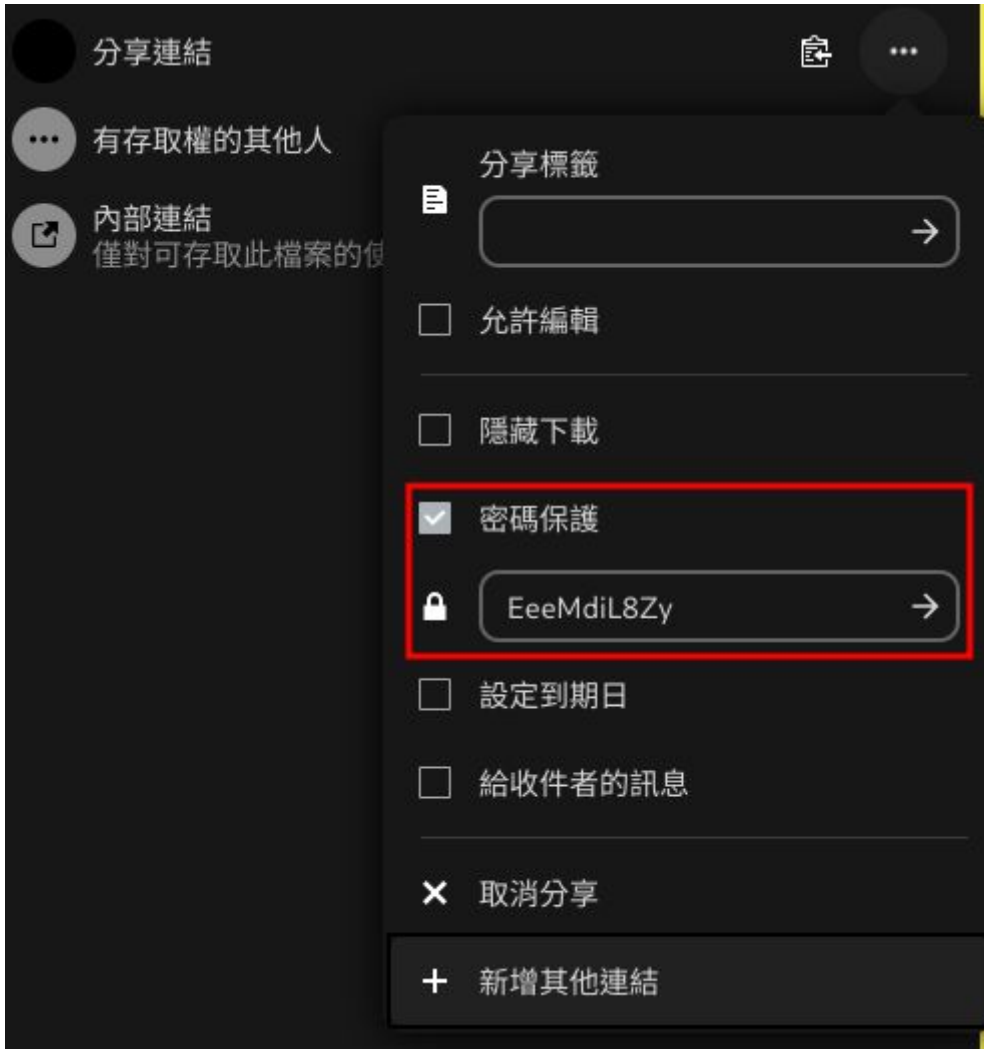 分享連結
有存取權的其他人
內部連結
僅對可存取此檔案的使
分享標籤
允許編輯
隱藏下載
密碼保護
EeeMdiL8Zy
設定到期日
給收件者的訊息
取消分享
新增其他連結